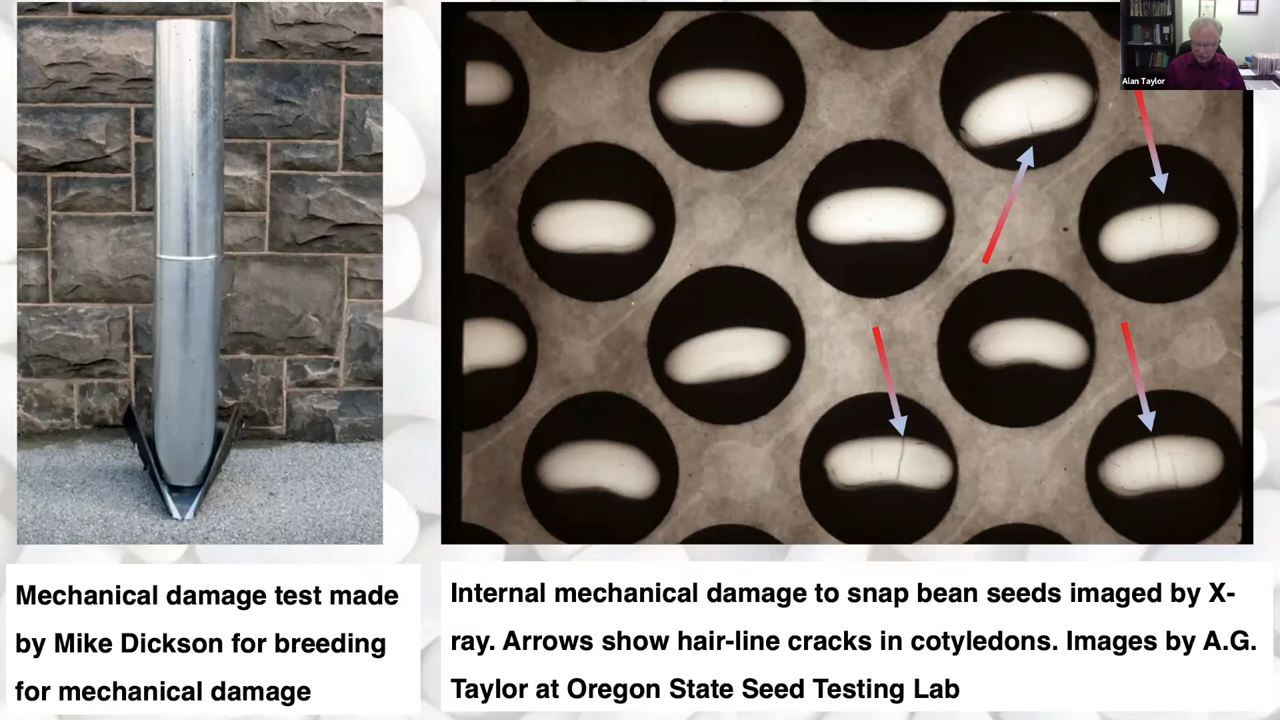 Alan Taylor
Mechanical damage test made
by Mike Dickson for breeding
for mechanical damage
Internal mechanical damage to snap bean seeds imaged by X-
ray. Arrows show hair-line cracks in cotyledons. Images by A.G.
Taylor at Oregon State Seed Testing Lab